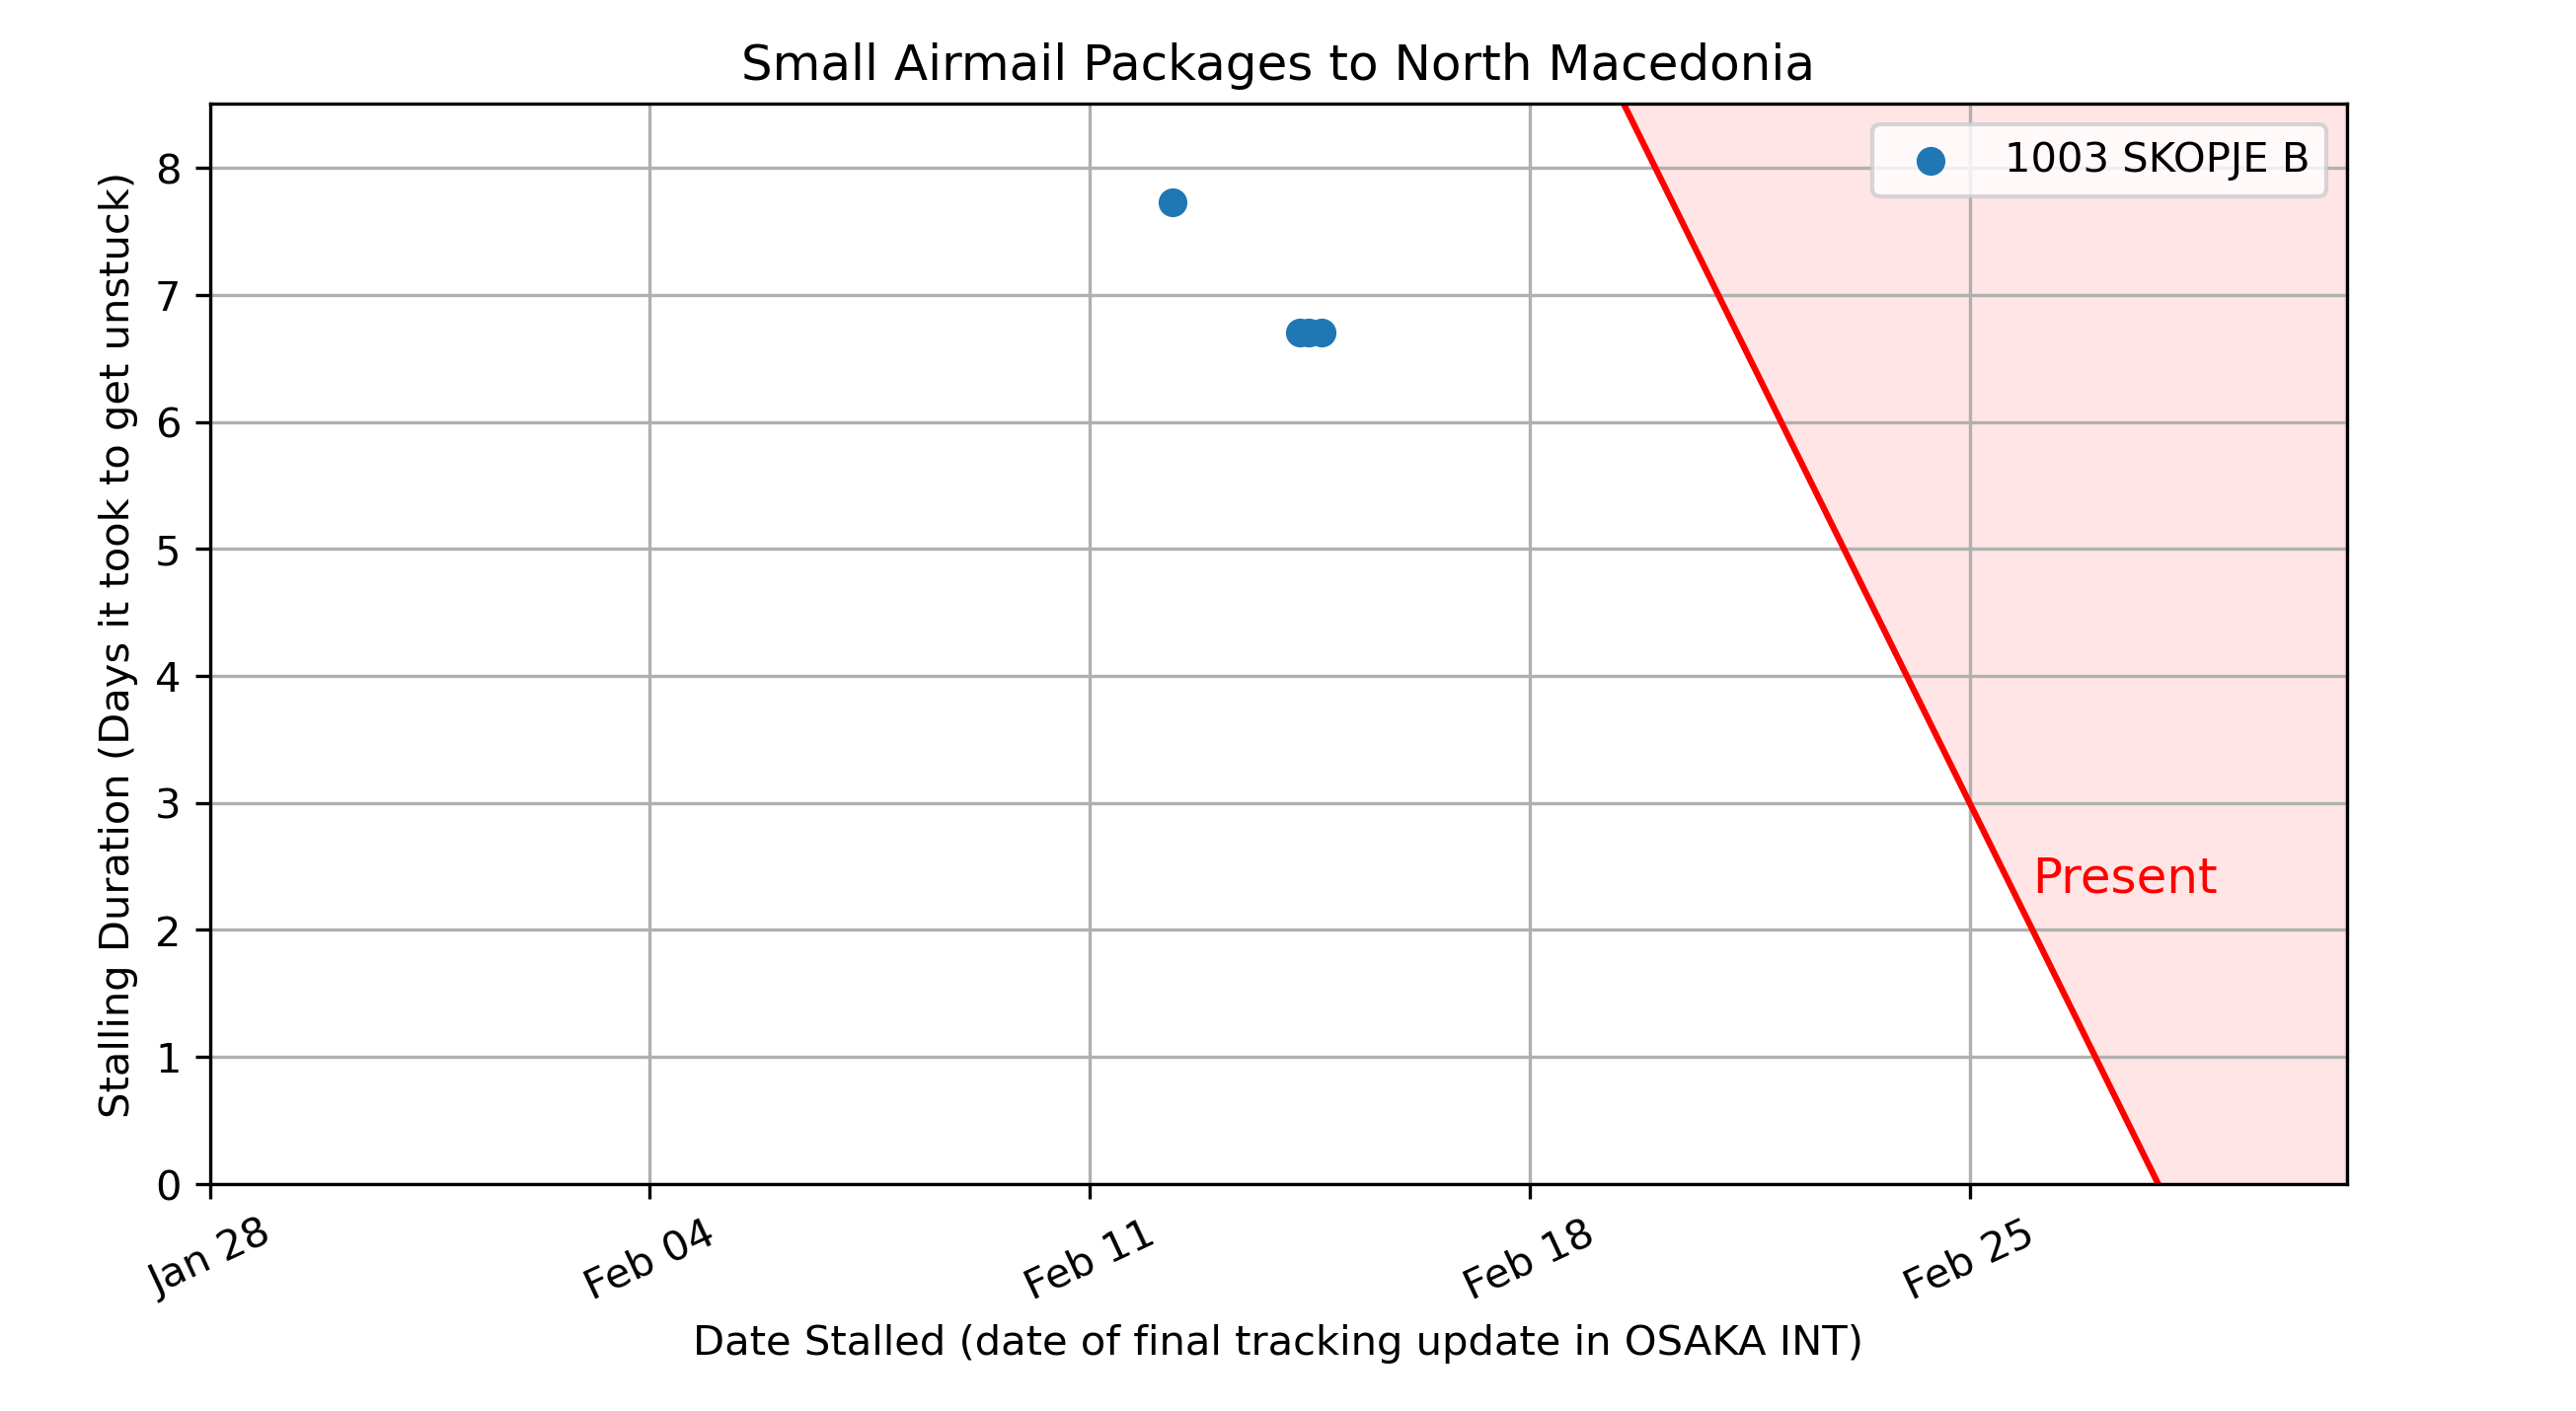 Small Airmail Packages to North Macedonia
1003 SKOPJE B
Stalling Duration (Days it took to get unstuck)
8
7
6
5
4
3
2
1
0
Present
Jan 28
Feb 04
Feb 11
Feb 18
Feb 25
Date Stalled (date of final tracking update in OSAKA INT)